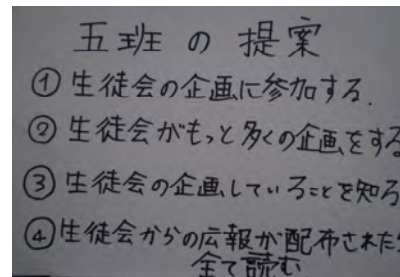 五班の提案
①生徒会の企画に参加する.
②生徒会がもっと多くの企画をする
③生徒会の企画していることを知る
④生徒会からの広報が配布された
全て読む